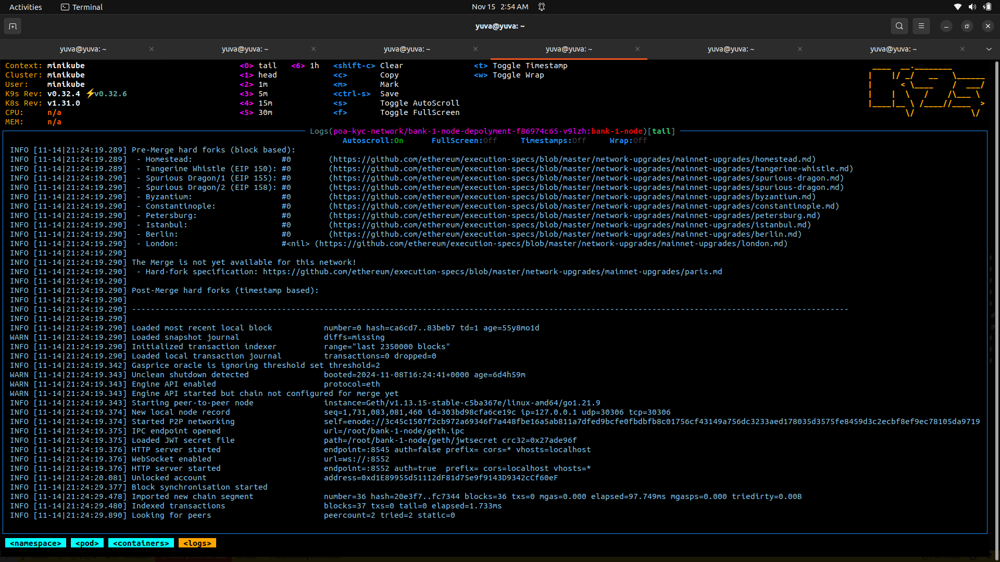 Activities Terminal Nov 15 2:54 AM
yuva@yuva: ~
yuva@yuva: ~ yuva@yuva: ~ yuva@yuva: ~ yuva@yuva: ~ yuva@yuva: ~ yuva@yuva: ~
Context: minikube <0> tail <6> 1h <shift-c> Clear <t> Toggle Timestamp
Cluster: minikube <1> head <c> Copy <w> Toggle Wrap
User: minikube <2> 1m <m> Mark
K9s Rev: v0.32.4 ⚡v0.32.6 <3> 5m <ctrl-s> Save
K8s Rev: v1.31.0 <4> 15m <s> Toggle AutoScroll
CPU: n/a <5> 30m <f> Toggle FullScreen
MEM: n/a
Logs(poa-kyc-network/bank-1-node-depolyment-f86974c65-v9lzh:bank-1-node)[tail]
Autoscroll:On FullScreen:Off Timestamps:Off Wrap:Off
INFO [11-14|21:24:19.289] Pre-Merge hard forks (block based):
INFO [11-14|21:24:19.289] - Homestead: #0 (https://github.com/ethereum/execution-specs/blob/master/network-upgrades/mainnet-upgrades/homestead.md)
INFO [11-14|21:24:19.289] - Tangerine Whistle (EIP 150): #0 (https://github.com/ethereum/execution-specs/blob/master/network-upgrades/mainnet-upgrades/tangerine-whistle.md)
INFO [11-14|21:24:19.290] - Spurious Dragon/1 (EIP 155): #0 (https://github.com/ethereum/execution-specs/blob/master/network-upgrades/mainnet-upgrades/spurious-dragon.md)
INFO [11-14|21:24:19.290] - Spurious Dragon/2 (EIP 158): #0 (https://github.com/ethereum/execution-specs/blob/master/network-upgrades/mainnet-upgrades/spurious-dragon.md)
INFO [11-14|21:24:19.290] - Byzantium: #0 (https://github.com/ethereum/execution-specs/blob/master/network-upgrades/mainnet-upgrades/byzantium.md)
INFO [11-14|21:24:19.290] - Constantinople: #0 (https://github.com/ethereum/execution-specs/blob/master/network-upgrades/mainnet-upgrades/constantinople.md)
INFO [11-14|21:24:19.290] - Petersburg: #0 (https://github.com/ethereum/execution-specs/blob/master/network-upgrades/mainnet-upgrades/petersburg.md)
INFO [11-14|21:24:19.290] - Istanbul: #0 (https://github.com/ethereum/execution-specs/blob/master/network-upgrades/mainnet-upgrades/istanbul.md)
INFO [11-14|21:24:19.290] - Berlin: #0 (https://github.com/ethereum/execution-specs/blob/master/network-upgrades/mainnet-upgrades/berlin.md)
INFO [11-14|21:24:19.290] - London: #<nil> (https://github.com/ethereum/execution-specs/blob/master/network-upgrades/mainnet-upgrades/london.md)
INFO [11-14|21:24:19.290]
INFO [11-14|21:24:19.290] The Merge is not yet available for this network!
INFO [11-14|21:24:19.290] - Hard-fork specification: https://github.com/ethereum/execution-specs/blob/master/network-upgrades/mainnet-upgrades/paris.md
INFO [11-14|21:24:19.290]
INFO [11-14|21:24:19.290] Post-Merge hard forks (timestamp based):
INFO [11-14|21:24:19.290]
INFO [11-14|21:24:19.290] ---------------------------------------------------------------------------------------------------------------------------------------------------------
INFO [11-14|21:24:19.290]
INFO [11-14|21:24:19.290] Loaded most recent local block number=0 hash=ca6cd7..83beb7 td=1 age=55y8mo1d
WARN [11-14|21:24:19.290] Loaded snapshot journal diffs=missing
INFO [11-14|21:24:19.290] Initialized transaction indexer range="last 2350000 blocks"
INFO [11-14|21:24:19.290] Loaded local transaction journal transactions=0 dropped=0
INFO [11-14|21:24:19.342] Gasprice oracle is ignoring threshold set threshold=2
WARN [11-14|21:24:19.343] Unclean shutdown detected booted=2024-11-08T16:24:41+0000 age=6d4h59m
WARN [11-14|21:24:19.343] Engine API enabled protocol=eth
WARN [11-14|21:24:19.343] Engine API started but chain not configured for merge yet
INFO [11-14|21:24:19.343] Starting peer-to-peer node instance=Geth/v1.13.15-stable-c5ba367e/linux-amd64/go1.21.9
INFO [11-14|21:24:19.374] New local node record seq=1,731,083,081,460 id=303bd98cfa6ce19c ip=127.0.0.1 udp=30306 tcp=30306
INFO [11-14|21:24:19.374] Started P2P networking self=enode://3c45c1507f2cb972a69346f7a448fbe16a5ab811a7dfed9bcfe0fbdbfb8c01756cf43149a756dc3233aed178035d3575fe8459d3c2ecbf8ef9ec78105da9719
INFO [11-14|21:24:19.375] IPC endpoint opened url=/root/bank-1-node/geth.ipc
INFO [11-14|21:24:19.375] Loaded JWT secret file path=/root/bank-1-node/geth/jwtsecret crc32=0x27ade96f
INFO [11-14|21:24:19.376] HTTP server started endpoint=:8545 auth=false prefix= cors=* vhosts=localhost
INFO [11-14|21:24:19.376] WebSocket enabled url=ws://:8552
INFO [11-14|21:24:19.376] HTTP server started endpoint=:8552 auth=true prefix= cors=localhost vhosts=*
INFO [11-14|21:24:20.081] Unlocked account address=0xd1E89955d51112dF81d75e9f9143D9342cCf60eF
INFO [11-14|21:24:29.377] Block synchronisation started
INFO [11-14|21:24:29.478] Imported new chain segment number=36 hash=20e3f7..fc7344 blocks=36 txs=0 mgas=0.000 elapsed=97.749ms mgasps=0.000 triedirty=0.00B
INFO [11-14|21:24:29.480] Indexed transactions blocks=37 txs=0 tail=0 elapsed=1.733ms
INFO [11-14|21:24:29.890] Looking for peers peercount=2 tried=2 static=0
<namespace> <pod> <containers> <logs>